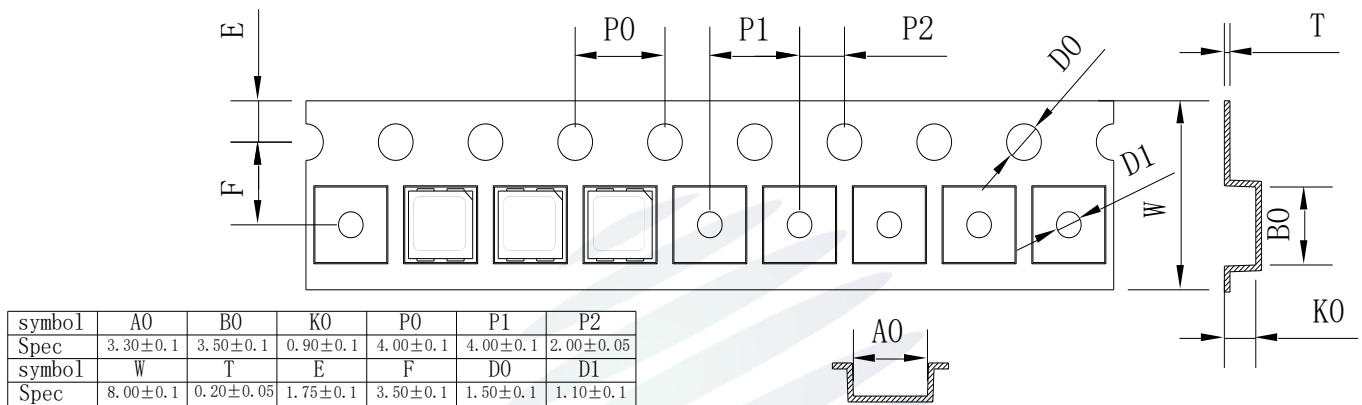 E
P0
P1
P2
D0
T
F
D1
W
B0
K0
A0
symbol A0 B0 K0 P0 P1 P2
Spec 3.30±0.1 3.50±0.1 0.90±0.1 4.00±0.1 4.00±0.1 2.00±0.05
symbol W T E F D0 D1
Spec 8.00±0.1 0.20±0.05 1.75±0.1 3.50±0.1 1.50±0.1 1.10±0.1